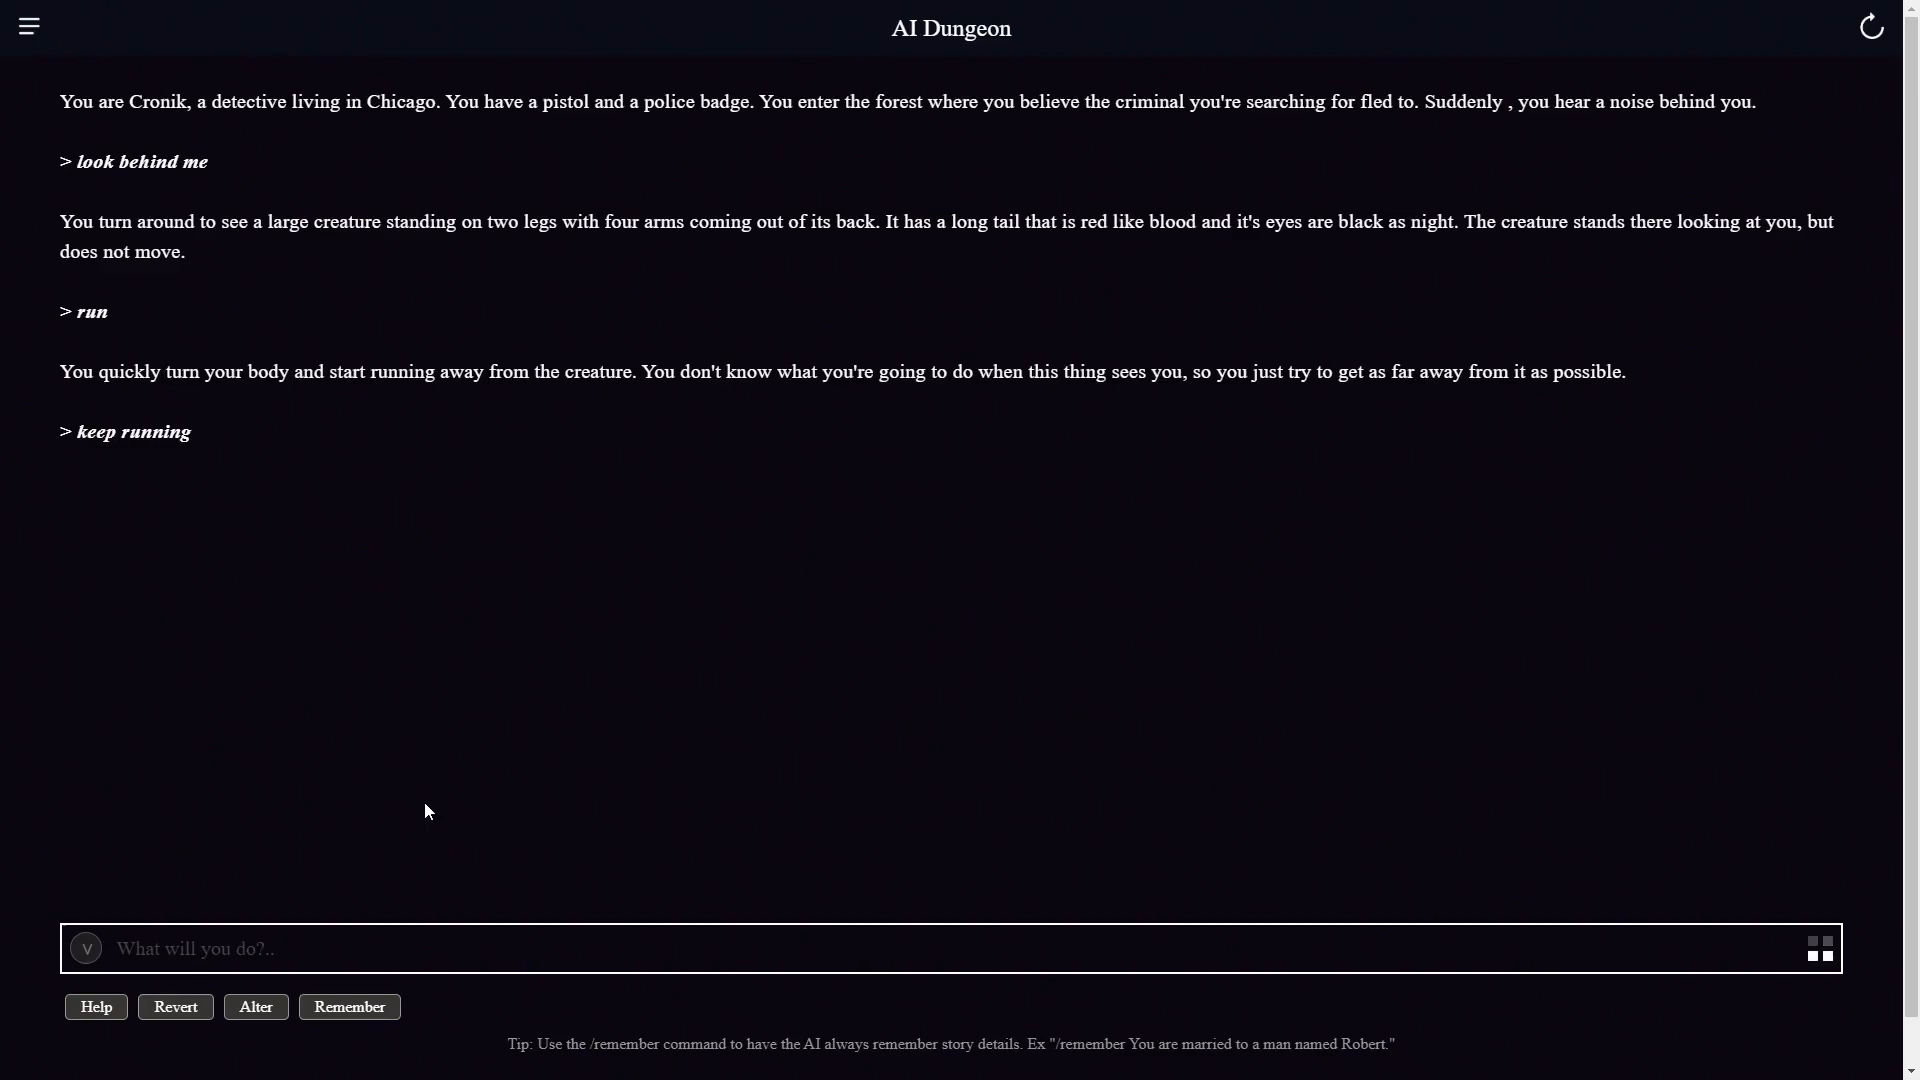 AI Dungeon
You are Cronik, a detective living in Chicago. You have a pistol and a police badge. You enter the forest where you believe the criminal you're searching for fled to. Suddenly , you hear a noise behind you.
> look behind me
You turn around to see a large creature standing on two legs with four arms coming out of its back. It has a long tail that is red like blood and it's eyes are black as night. The creature stands there looking at you, but
does not move.
> run
You quickly turn your body and start running away from the creature. You don't know what you're going to do when this thing sees you, so you just try to get as far away from it as possible.
> keep running
V What will you do?..
Help Revert Alter Remember
Tip: Use the /remember command to have the AI always remember story details. Ex "/remember You are married to a man named Robert."